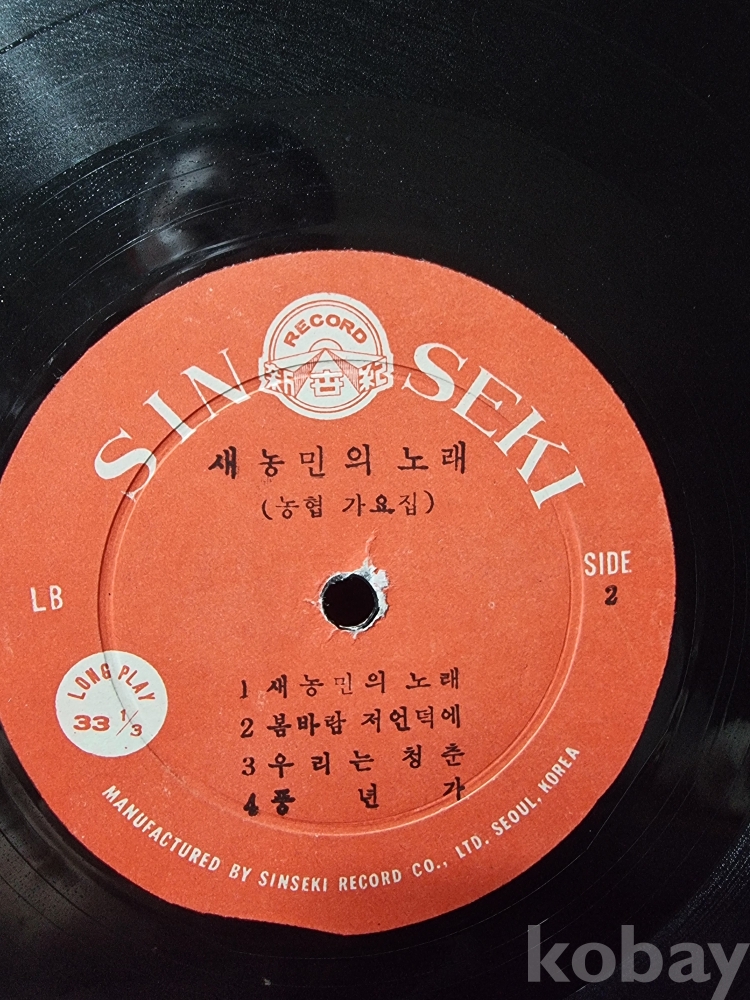 RECORD
新世紀
SIN SEKI
새농민의 노래
(농협 가요집)
LB
SIDE
2
LONG PLAY
33 1/3
1 새농민의 노래
2 봄바람 저언덕에
3 우리는 청춘
4 풍년가
MANUFACTURED BY SINSEKI RECORD CO., LTD. SEOUL, KOREA
kobay